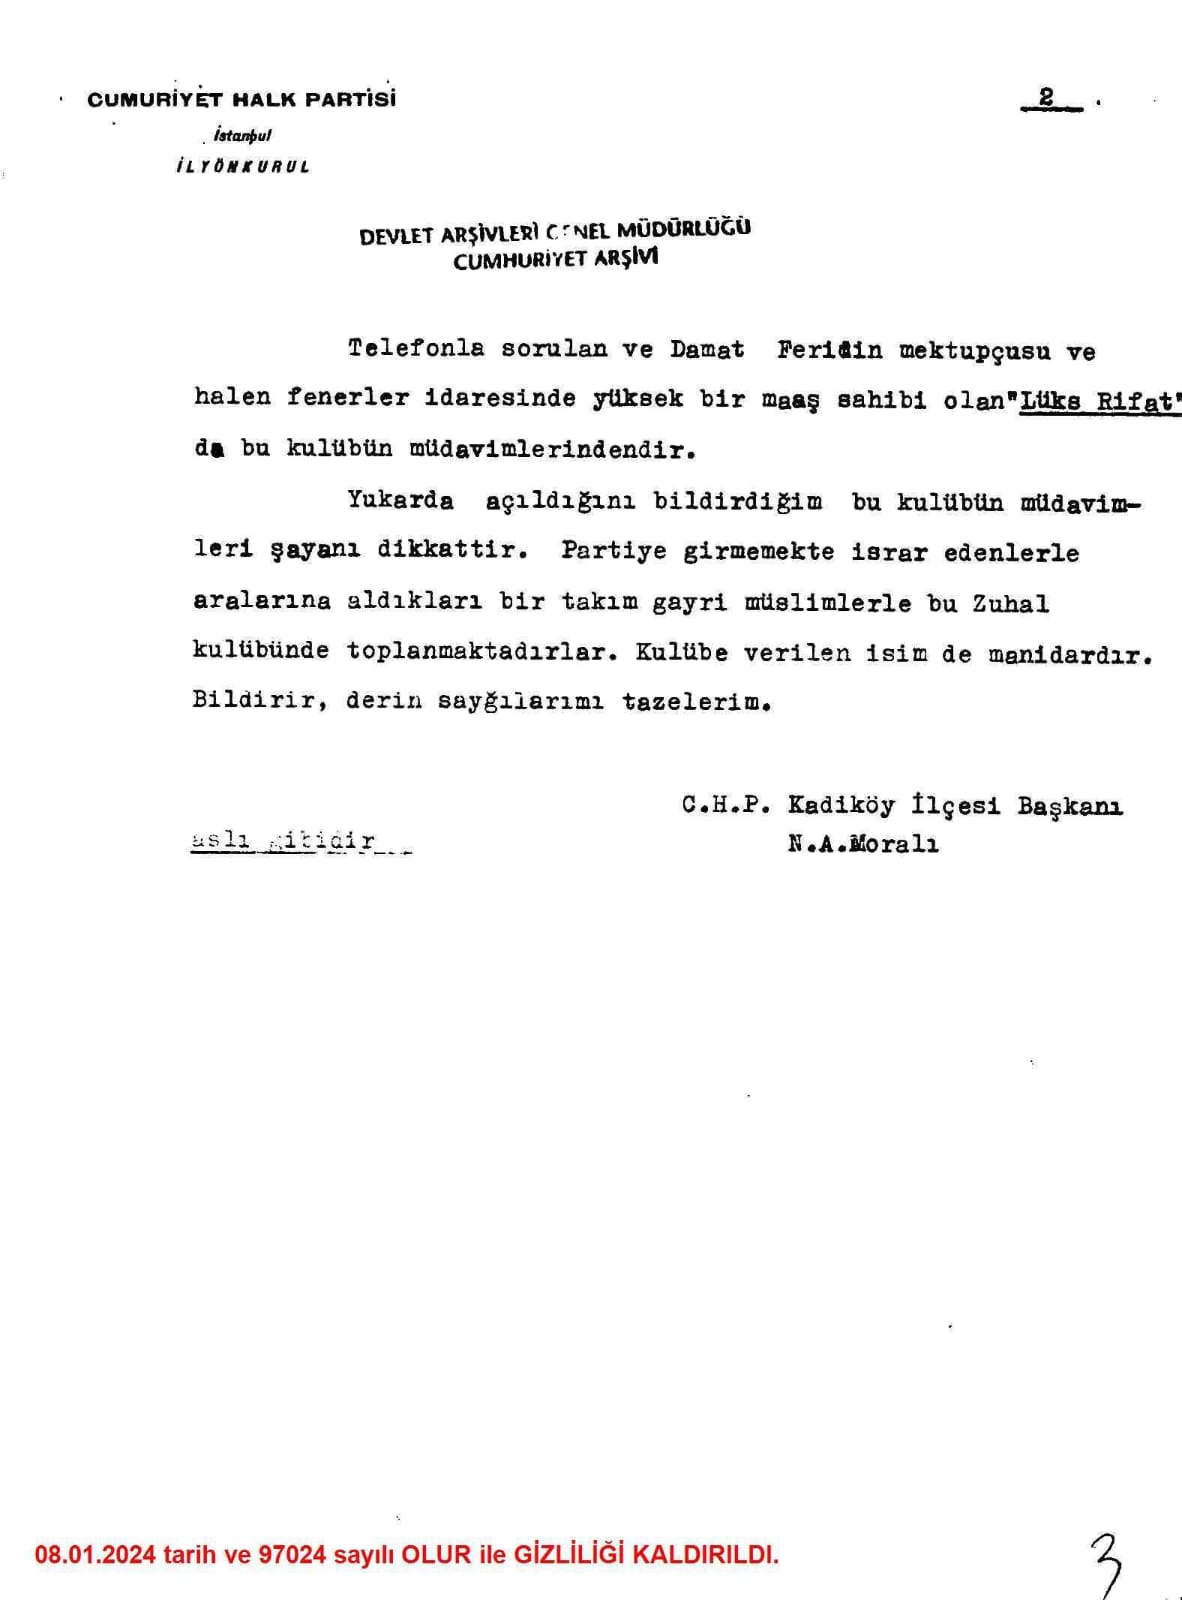 CUMURİYET HALK PARTİSİ
2
İstanbul
İLYÖNKURUL
DEVLET ARŞİVLERİ GENEL MÜDÜRLÜĞÜ
CUMHURİYET ARŞİVİ
Telefonla sorulan ve Damat Feridin mektupçusu ve
halen fenerler idaresinde yüksek bir maaş sahibi olan"Lüks Rifat"
da bu kulübün müdavimlerindendir.
Yukarda açıldığını bildirdiğim bu kulübün müdavim-
leri şayanı dikkattir. Partiye girmemekte israr edenlerle
aralarına aldıkları bir takım gayri müslimlerle bu Zuhal
kulübünde toplanmaktadırlar. Kulübe verilen isim de manidardır.
Bildirir, derin sayğılarımı tazelerim.
C.H.P. Kadiköy İlçesi Başkanı
aslı gibidir
N.A.Moralı
08.01.2024 tarih ve 97024 sayılı OLUR ile GİZLİLİĞİ KALDIRILDI.
3